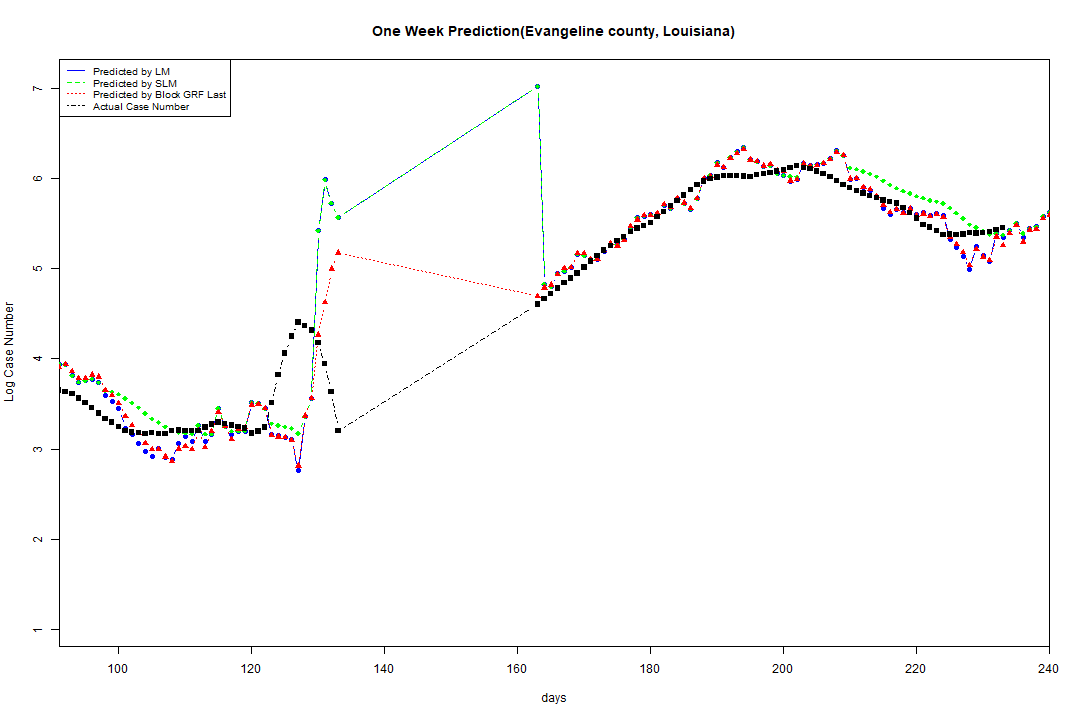 One Week Prediction(Evangeline county, Louisiana)
Predicted by LM
Predicted by SLM
Predicted by Block GRF Last
Actual Case Number
Log Case Number
7
6
5
4
3
2
1
100 120 140 160 180 200 220 240
days